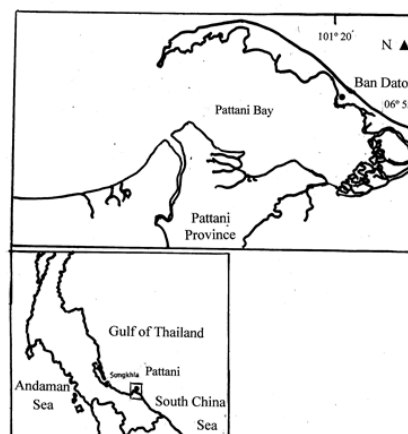 101° 20
N
Ban Dato
06° 5
Pattani Bay
Pattani
Province
Gulf of Thailand
Songkhla
Pattani
Andaman
Sea
South China
Sea